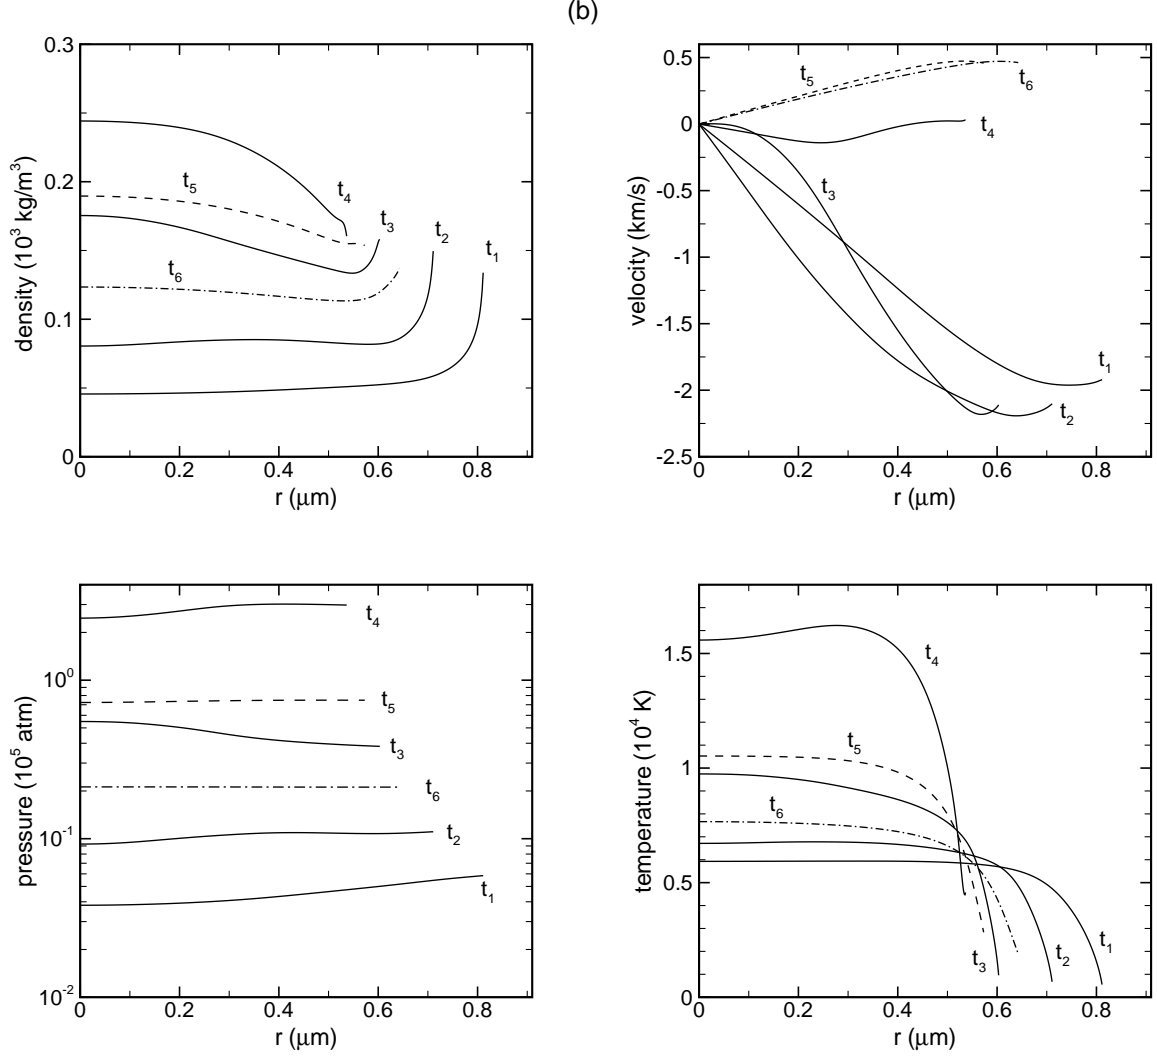 (b)
0.3
0.2
0.1
0
density (10³ kg/m³)
t₄
t₅
t₃
t₂
t₁
t₆
0 0.2 0.4 0.6 0.8
r (μm)
0.5
0
-0.5
-1
-1.5
-2
-2.5
velocity (km/s)
t₅
t₆
t₄
t₃
t₁
t₂
0 0.2 0.4 0.6 0.8
r (μm)
10⁰
10⁻¹
10⁻²
pressure (10⁵ atm)
t₄
t₅
t₃
t₆
t₂
t₁
0 0.2 0.4 0.6 0.8
r (μm)
1.5
1
0.5
0
temperature (10⁴ K)
t₄
t₅
t₆
t₃
t₂
t₁
0 0.2 0.4 0.6 0.8
r (μm)